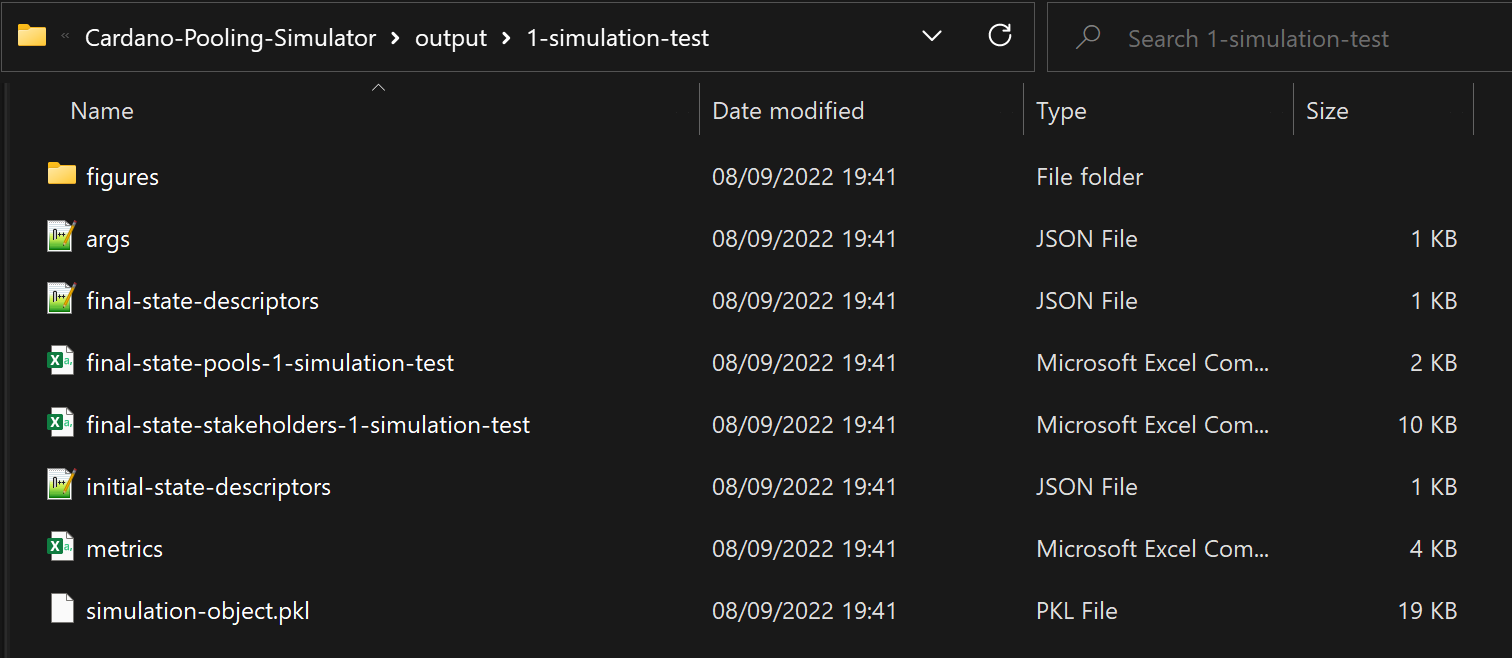 « Cardano-Pooling-Simulator › output › 1-simulation-test Search 1-simulation-test
Name Date modified Type Size
figures 08/09/2022 19:41 File folder
args 08/09/2022 19:41 JSON File 1 KB
final-state-descriptors 08/09/2022 19:41 JSON File 1 KB
final-state-pools-1-simulation-test 08/09/2022 19:41 Microsoft Excel Com... 2 KB
final-state-stakeholders-1-simulation-test 08/09/2022 19:41 Microsoft Excel Com... 10 KB
initial-state-descriptors 08/09/2022 19:41 JSON File 1 KB
metrics 08/09/2022 19:41 Microsoft Excel Com... 4 KB
simulation-object.pkl 08/09/2022 19:41 PKL File 19 KB